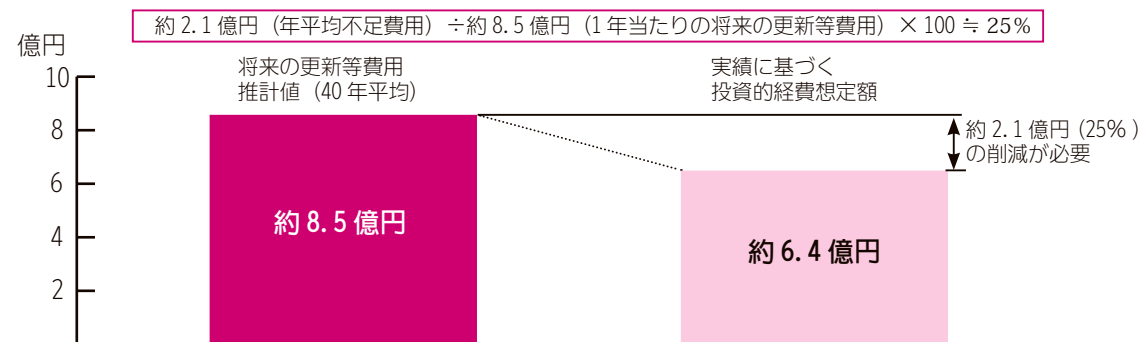 約2.1億円（年平均不足費用）÷約8.5億円（1年当たりの将来の更新等費用）×100≒25%
億円
将来の更新等費用
推計値（40年平均）
実績に基づく
投資的経費想定額
10
8
6
4
2
約2.1億円(25%)
の削減が必要
約8.5億円
約6.4億円